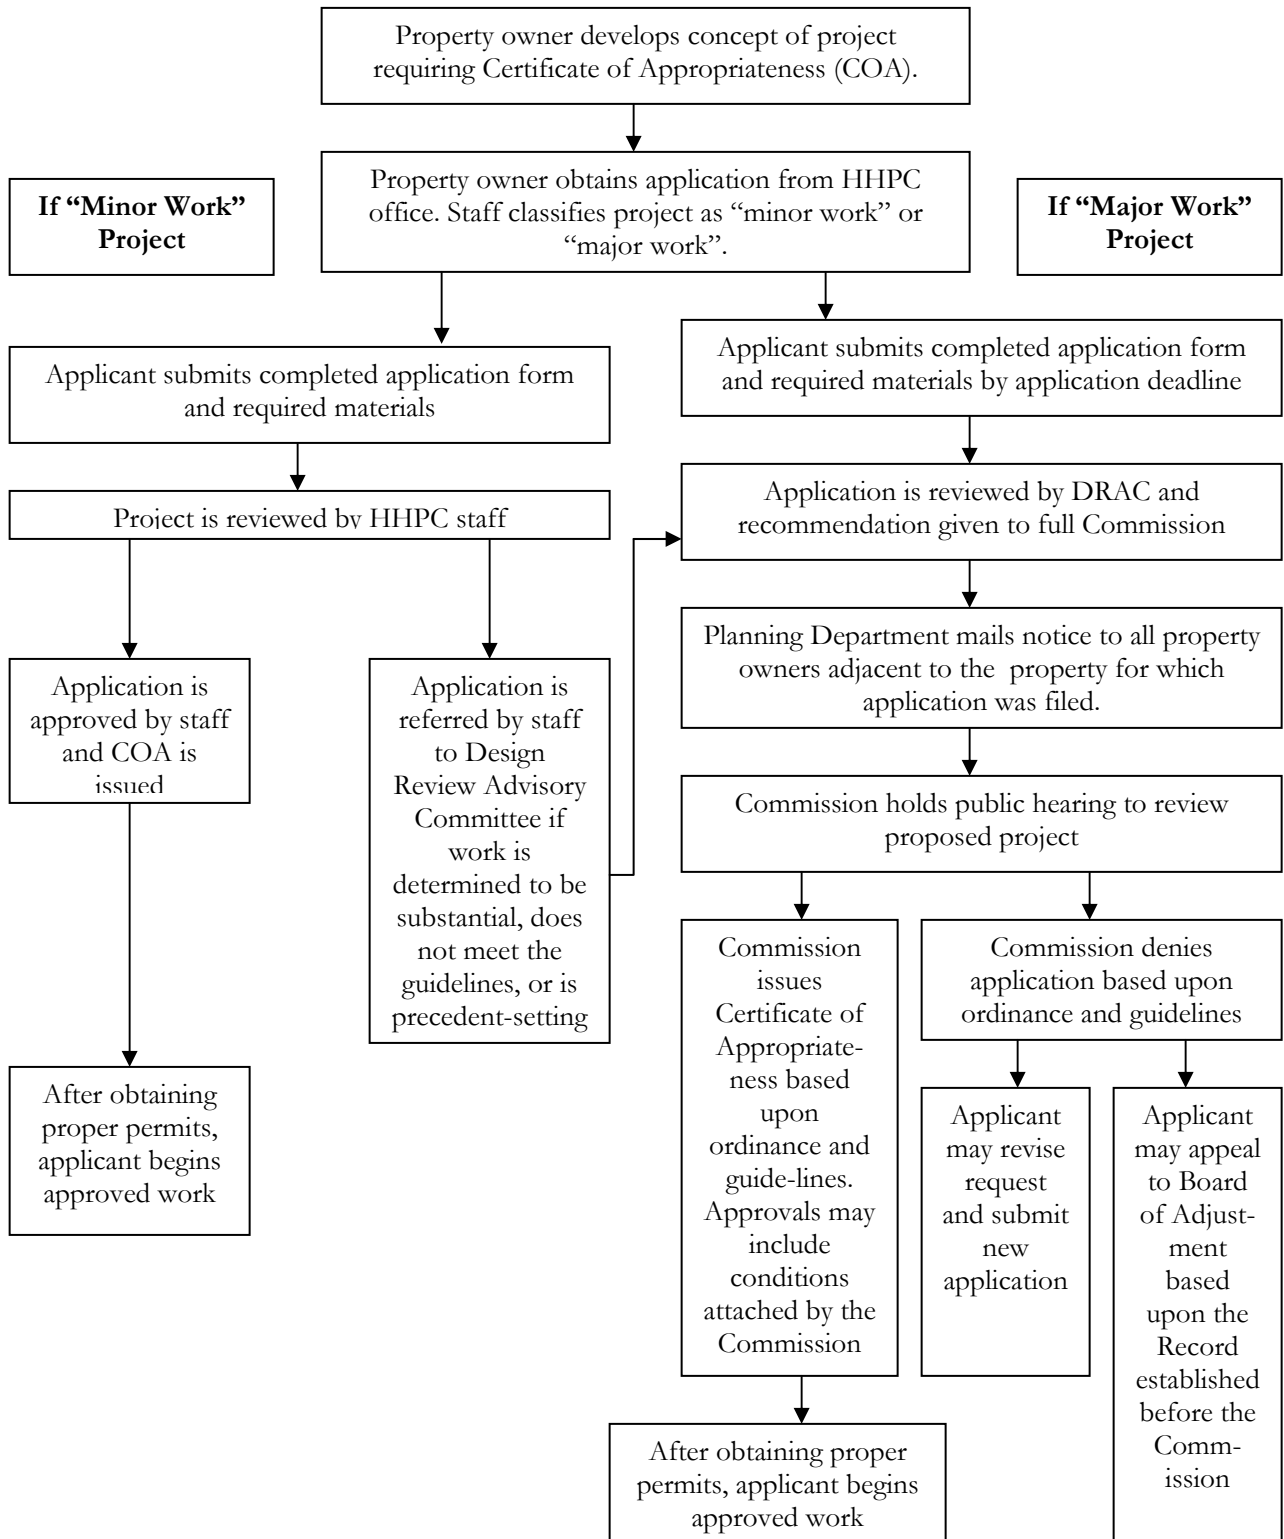 Property owner develops concept of project
requiring Certificate of Appropriateness (COA).
If “Minor Work”
Project
Property owner obtains application from HHPC
office. Staff classifies project as “minor work” or
“major work”.
If “Major Work”
Project
Applicant submits completed application form
and required materials
Applicant submits completed application form
and required materials by application deadline
Project is reviewed by HHPC staff
Application is reviewed by DRAC and
recommendation given to full Commission
Planning Department mails notice to all property
owners adjacent to the property for which
application was filed.
Application is
approved by staff
and COA is
issued
Application is
referred by staff
to Design
Review Advisory
Committee if
work is
determined to be
substantial, does
not meet the
guidelines, or is
precedent-setting
Commission holds public hearing to review
proposed project
Commission
issues
Certificate of
Appropriate-
ness based
upon
ordinance and
guide-lines.
Approvals may
include
conditions
attached by the
Commission
Commission denies
application based upon
ordinance and guidelines
After obtaining
proper permits,
applicant begins
approved work
Applicant
may revise
request
and submit
new
application
Applicant
may appeal
to Board
of Adjust-
ment
based
upon the
Record
established
before the
Comm-
ission
After obtaining proper
permits, applicant begins
approved work